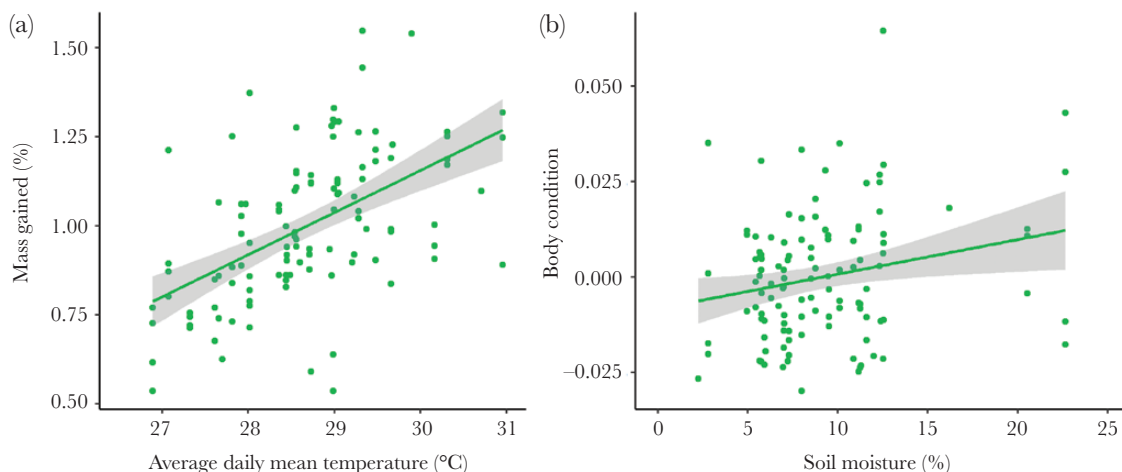 (a)
1.50
1.25
1.00
0.75
0.50
Mass gained (%)
27 28 29 30 31
Average daily mean temperature (°C)
(b)
0.050
0.025
0.000
–0.025
Body condition
0 5 10 15 20 25
Soil moisture (%)